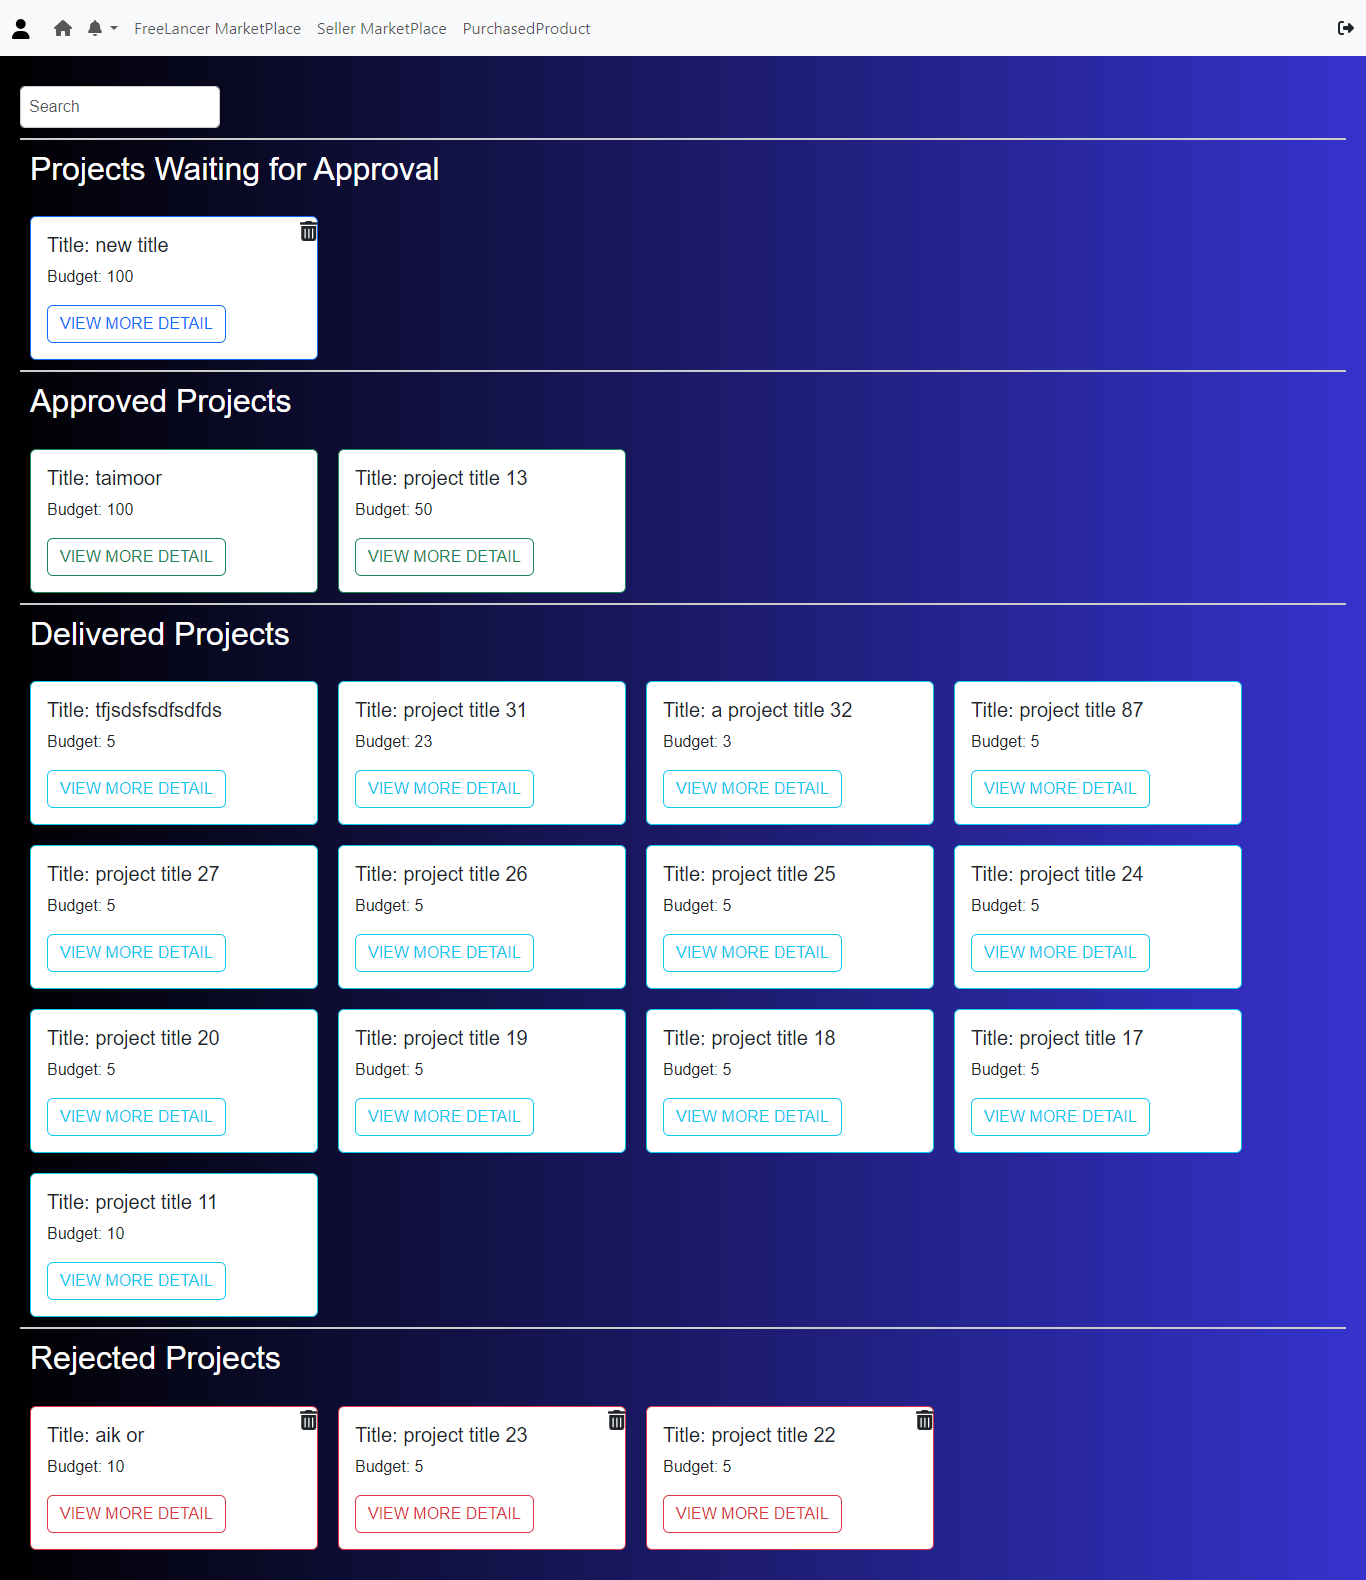 FreeLancer MarketPlace Seller MarketPlace PurchasedProduct
Search
Projects Waiting for Approval
Title: new title
Budget: 100
VIEW MORE DETAIL
Approved Projects
Title: taimoor
Budget: 100
VIEW MORE DETAIL
Title: project title 13
Budget: 50
VIEW MORE DETAIL
Delivered Projects
Title: tfjsdsfsdfsdfds
Budget: 5
VIEW MORE DETAIL
Title: project title 31
Budget: 23
VIEW MORE DETAIL
Title: a project title 32
Budget: 3
VIEW MORE DETAIL
Title: project title 87
Budget: 5
VIEW MORE DETAIL
Title: project title 27
Budget: 5
VIEW MORE DETAIL
Title: project title 26
Budget: 5
VIEW MORE DETAIL
Title: project title 25
Budget: 5
VIEW MORE DETAIL
Title: project title 24
Budget: 5
VIEW MORE DETAIL
Title: project title 20
Budget: 5
VIEW MORE DETAIL
Title: project title 19
Budget: 5
VIEW MORE DETAIL
Title: project title 18
Budget: 5
VIEW MORE DETAIL
Title: project title 17
Budget: 5
VIEW MORE DETAIL
Title: project title 11
Budget: 10
VIEW MORE DETAIL
Rejected Projects
Title: aik or
Budget: 10
VIEW MORE DETAIL
Title: project title 23
Budget: 5
VIEW MORE DETAIL
Title: project title 22
Budget: 5
VIEW MORE DETAIL